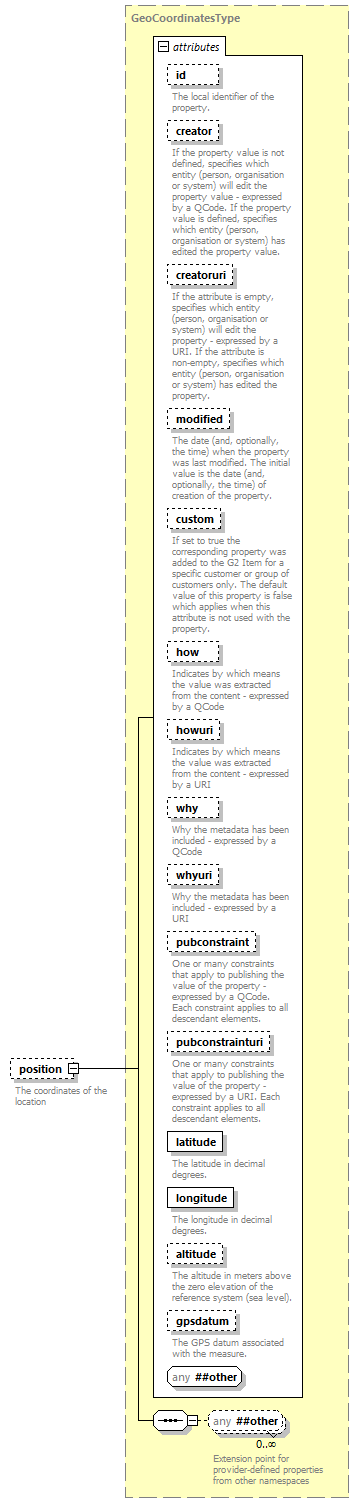 GeoCoordinatesType
attributes
id
The local identifier of the
property.
creator
If the property value is not
defined, specifies which
entity (person, organisation
or system) will edit the
property value - expressed
by a QCode. If the property
value is defined, specifies
which entity (person,
organisation or system) has
edited the property value.
creatoruri
If the attribute is empty,
specifies which entity
(person, organisation or
system) will edit the
property - expressed by a
URI. If the attribute is
non-empty, specifies which
entity (person, organisation
or system) has edited the
property.
modified
The date (and, optionally,
the time) when the property
was last modified. The initial
value is the date (and,
optionally, the time) of
creation of the property.
custom
If set to true the
corresponding property was
added to the G2 Item for a
specific customer or group of
customers only. The default
value of this property is false
which applies when this
attribute is not used with the
property.
how
Indicates by which means
the value was extracted
from the content - expressed
by a QCode
howuri
Indicates by which means
the value was extracted
from the content - expressed
by a URI
why
Why the metadata has been
included - expressed by a
QCode
whyuri
Why the metadata has been
included - expressed by a
URI
pubconstraint
One or many constraints
that apply to publishing the
value of the property -
expressed by a QCode.
Each constraint applies to all
descendant elements.
pubconstrainturi
One or many constraints
that apply to publishing the
value of the property -
expressed by a URI. Each
constraint applies to all
descendant elements.
position
The coordinates of the
location
latitude
The latitude in decimal
degrees.
longitude
The longitude in decimal
degrees.
altitude
The altitude in meters above
the zero elevation of the
reference system (sea level).
gpsdatum
The GPS datum associated
with the measure.
any ##other
any ##other
0..∞
Extension point for
provider-defined properties
from other namespaces